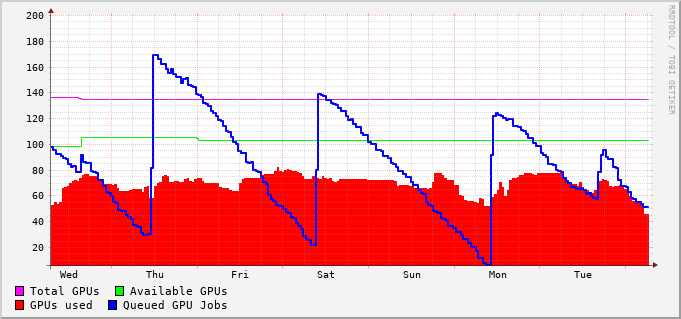 200
180
160
140
120
100
80
60
40
20
Wed Thu Fri Sat Sun Mon Tue
Total GPUs Available GPUs
GPUs used Queued GPU Jobs
RRDTOOL / TOBI OETIKER